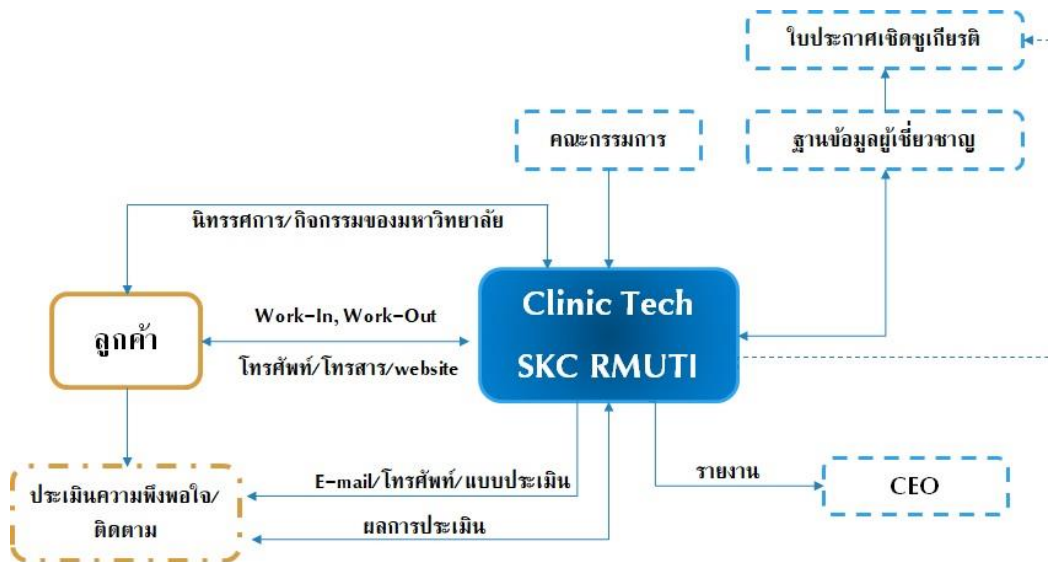 ใบประกาศเชิดชูเกียรติ
คณะกรรมการ
ฐานข้อมูลผู้เชี่ยวชาญ
นิทรรศการ/กิจกรรมของมหาวิทยาลัย
ลูกค้า
Work-In, Work-Out
โทรศัพท์/โทรสาร/website
Clinic Tech
SKC RMUTI
ประเมินความพึงพอใจ/
ติดตาม
E-mail/โทรศัพท์/แบบประเมิน
ผลการประเมิน
รายงาน
CEO